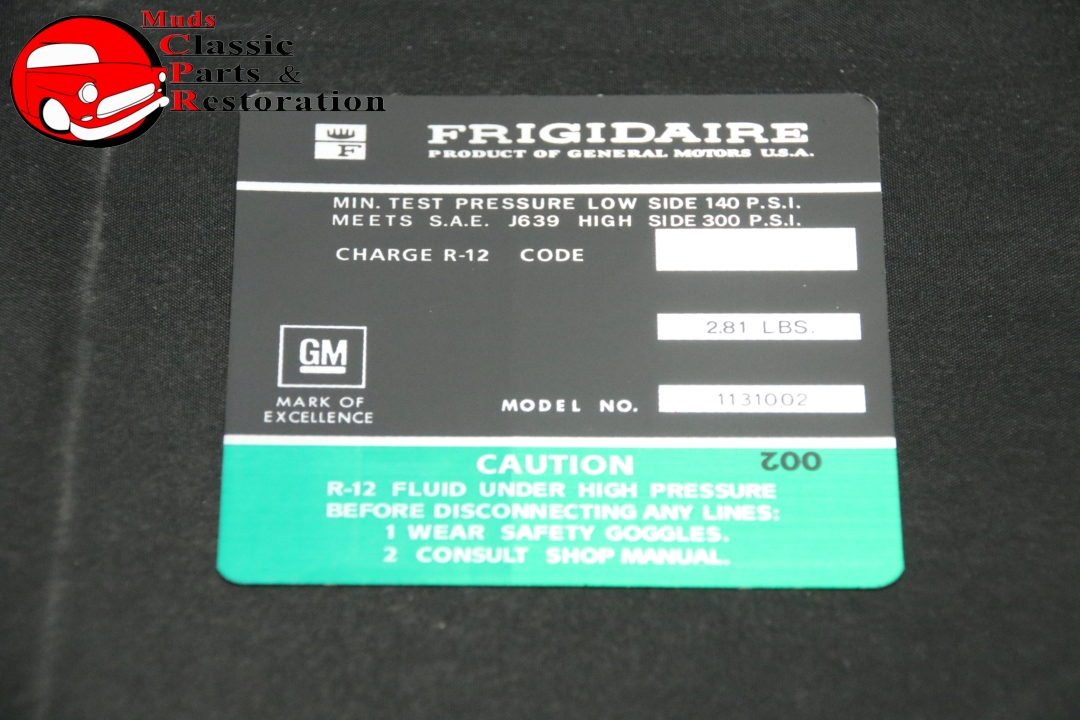 Muds
Classic
Parts &
Restoration
F
FRIGIDAIRE
PRODUCT OF GENERAL MOTORS U.S.A.
MIN. TEST PRESSURE LOW SIDE 140 P.S.I.
MEETS S.A.E. J639 HIGH SIDE 300 P.S.I.
CHARGE R-12 CODE
2.81 LBS.
GM
MARK OF
EXCELLENCE
MODEL NO. 1131002
CAUTION
002
R-12 FLUID UNDER HIGH PRESSURE
BEFORE DISCONNECTING ANY LINES:
1 WEAR SAFETY GOGGLES.
2 CONSULT SHOP MANUAL.